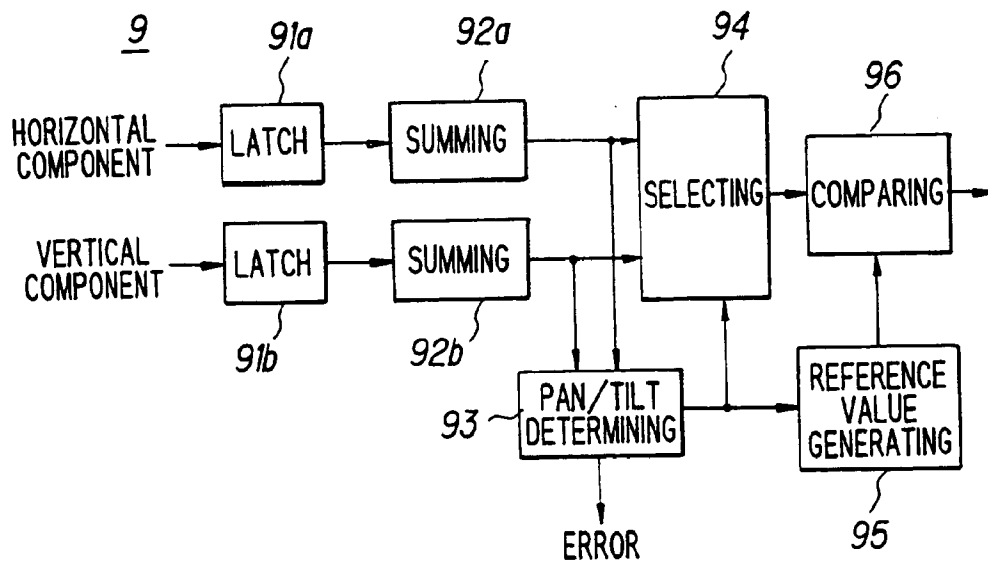 9
91a
92a
94
96
HORIZONTAL
COMPONENT
LATCH
SUMMING
SELECTING
COMPARING
VERTICAL
COMPONENT
LATCH
SUMMING
91b
92b
93
PAN/TILT
DETERMINING
REFERENCE
VALUE
GENERATING
95
ERROR